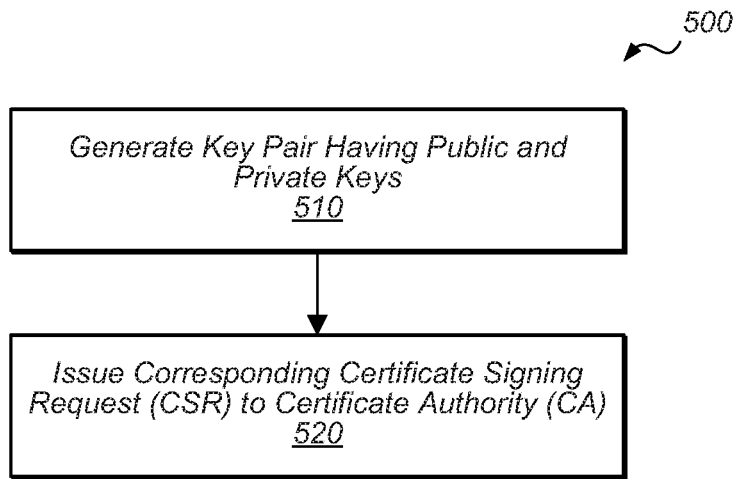 500
Generate Key Pair Having Public and
Private Keys
510
Issue Corresponding Certificate Signing
Request (CSR) to Certificate Authority (CA)
520